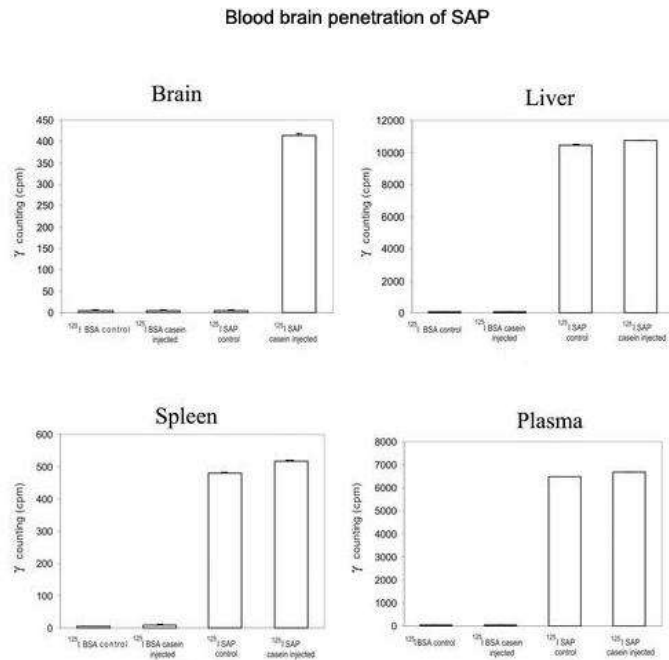 Blood brain penetration of SAP
Brain
γ counting (cpm)
450
400
350
300
250
200
150
100
50
0
125I BSA control
125I BSA casein
injected
125I SAP
control
125I SAP
casein injected
Liver
γ counting (cpm)
12000
10000
8000
6000
4000
2000
0
125I BSA control
125I BSA casein
injected
125I SAP
control
125I SAP
casein injected
Spleen
γ counting (cpm)
600
500
400
300
200
100
0
125I BSA control
125I BSA casein
injected
125I SAP
control
125I SAP
casein injected
Plasma
γ counting (cpm)
8000
7000
6000
5000
4000
3000
2000
1000
0
125I BSA control
125I BSA casein
injected
125I SAP
control
125I SAP
casein injected